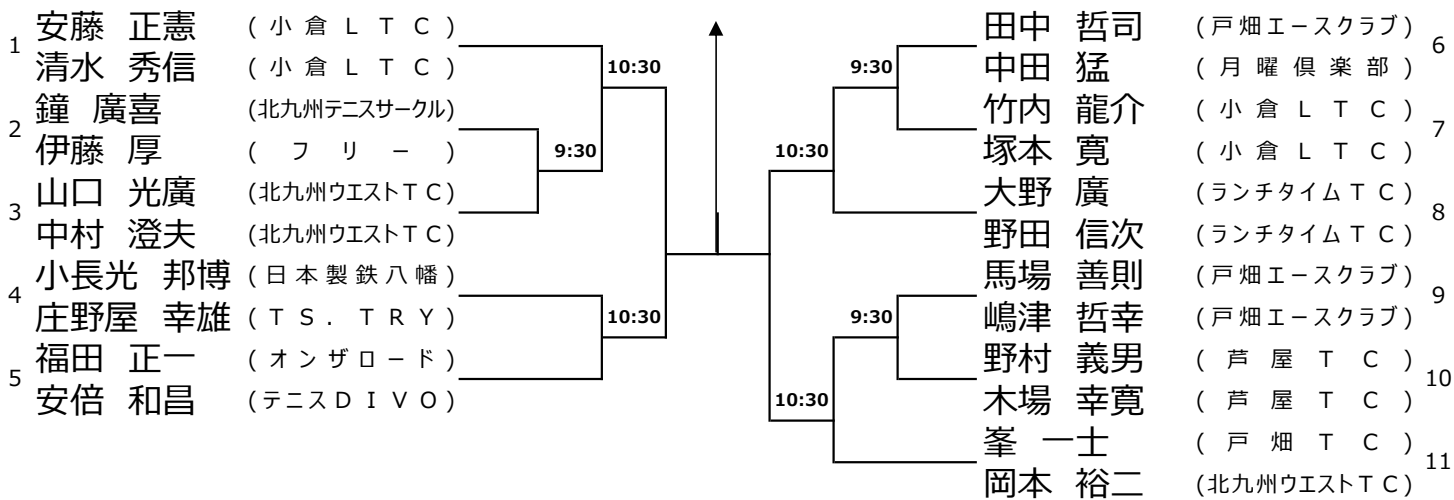 1
安藤 正憲 (小倉LTC)
清水 秀信 (小倉LTC)
2
鐘 廣喜 (北九州テニスサークル)
伊藤 厚 (フリー)
3
山口 光廣 (北九州ウエストTC)
中村 澄夫 (北九州ウエストTC)
4
小長光 邦博 (日本製鉄八幡)
庄野屋 幸雄 (TS.TRY)
5
福田 正一 (オンザロード)
安倍 和昌 (テニスDIVO)
10:30
9:30
10:30
9:30
10:30
9:30
10:30
田中 哲司 (戸畑エースクラブ)
6
中田 猛 (月曜倶楽部)
竹内 龍介 (小倉LTC)
7
塚本 寛 (小倉LTC)
大野 廣 (ランチタイムTC)
8
野田 信次 (ランチタイムTC)
馬場 善則 (戸畑エースクラブ)
9
嶋津 哲幸 (戸畑エースクラブ)
野村 義男 (芦屋TC)
10
木場 幸寛 (芦屋TC)
峯 一士 (戸畑TC)
11
岡本 裕二 (北九州ウエストTC)